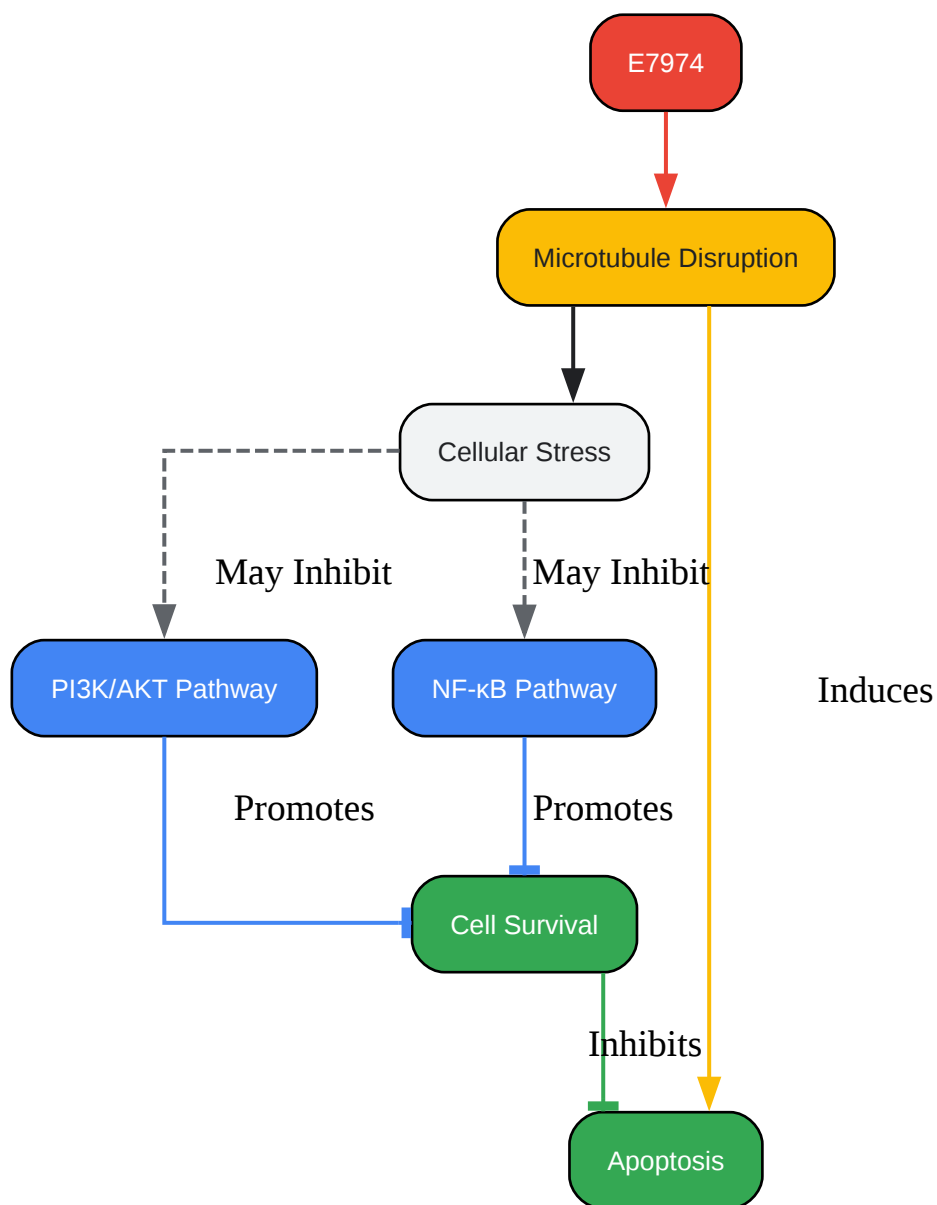 E7974
Microtubule Disruption
Cellular Stress
May Inhibit
May Inhibit
PI3K/AKT Pathway
NF-κB Pathway
Induces
Promotes
Promotes
Cell Survival
Inhibits
Apoptosis